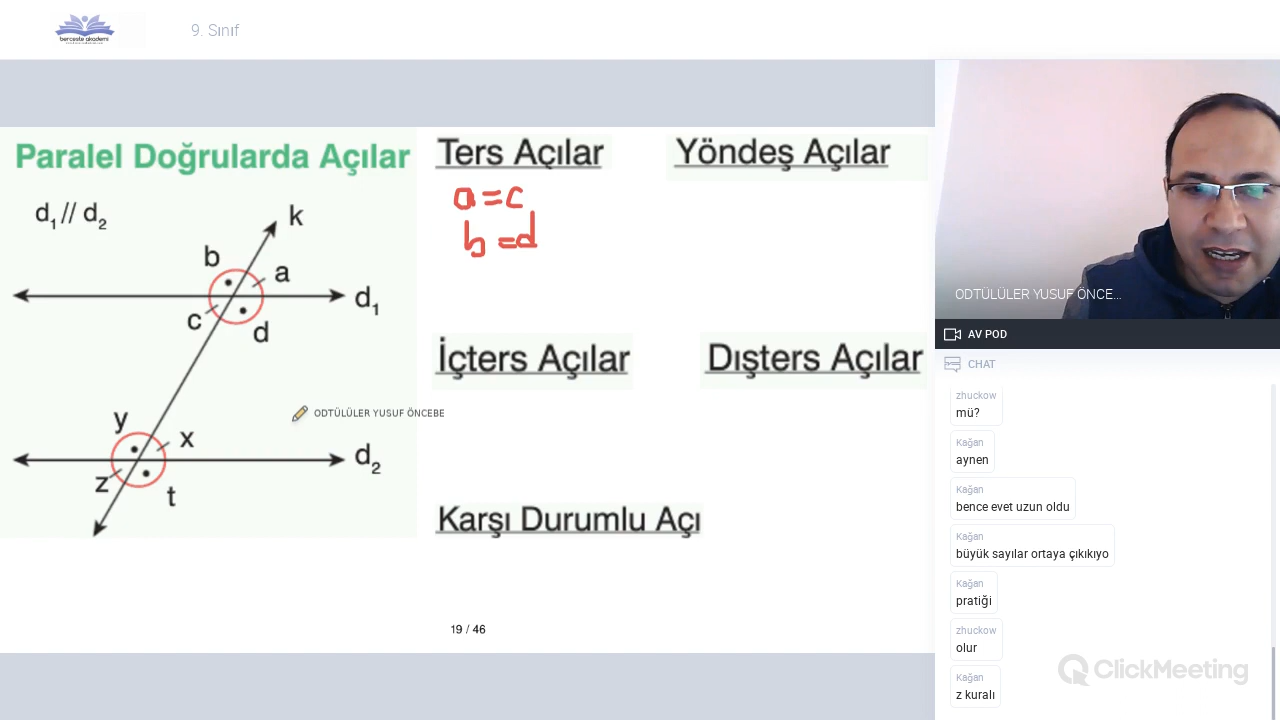 berceste akademi
9. Sınıf
Paralel Doğrularda Açılar
d1 // d2
k
b
a
d1
c
d
y
x
d2
z
t
Ters Açılar
a = c
b = d
Yöndeş Açılar
İçters Açılar
Dışters Açılar
ODTÜLÜLER YUSUF ÖNCEBE
Karşı Durumlu Açı
19 / 46
ODTÜLÜLER YUSUF ÖNCE...
AV POD
CHAT
zhuckow
mü?
Kağan
aynen
Kağan
bence evet uzun oldu
Kağan
büyük sayılar ortaya çıkıkıyo
Kağan
pratiği
zhuckow
olur
Kağan
z kuralı
ClickMeeting